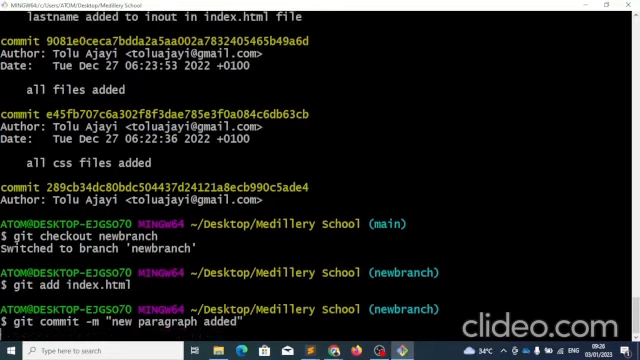 MINGW64:/c/Users/ATOM/Desktop/Medillery School
lastname added to inout in index.html file
commit 9081e0ceca7bdda2a5aa002a7832405465b49a6d
Author: Tolu Ajayi <toluajayi@gmail.com>
Date: Tue Dec 27 06:23:53 2022 +0100
all files added
commit e45fb707c6a302f8f3dae785e3f0a084c6db63cb
Author: Tolu Ajayi <toluajayi@gmail.com>
Date: Tue Dec 27 06:22:36 2022 +0100
all css files added
commit 289cb34dc80bdc504437d24121a8ecb990c5ade4
Author: Tolu Ajayi <toluajayi@gmail.com>
ATOM@DESKTOP-EJGSO70 MINGW64 ~/Desktop/Medillery School (main)
$ git checkout newbranch
Switched to branch 'newbranch'
ATOM@DESKTOP-EJGSO70 MINGW64 ~/Desktop/Medillery School (newbranch)
$ git add index.html
ATOM@DESKTOP-EJGSO70 MINGW64 ~/Desktop/Medillery School (newbranch)
$ git commit -m "new paragraph added"
clideo.com
Type here to search
ENG
09:26
03/01/2023